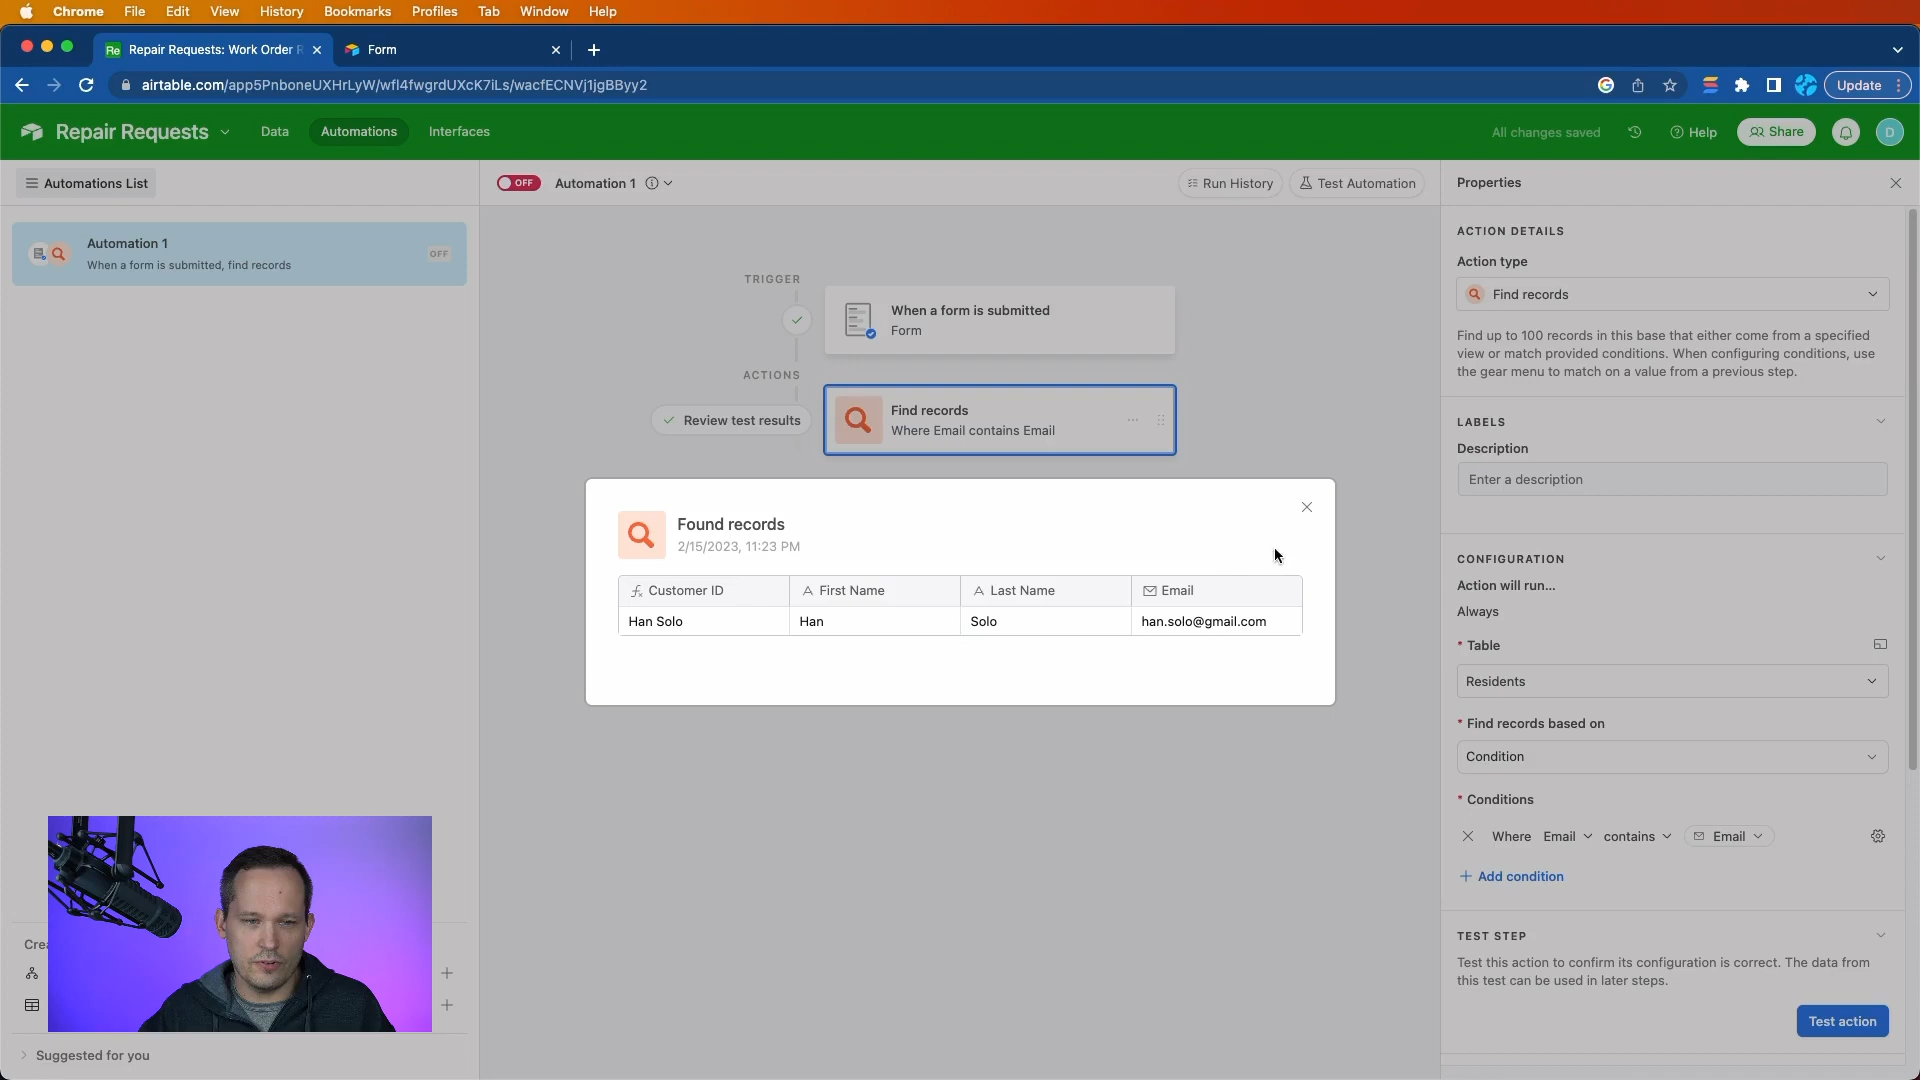 Chrome File Edit View History Bookmarks Profiles Tab Window Help
Re Repair Requests: Work Order R
Form
airtable.com/app5PnboneUXHrLyW/wfl4fwgrdUXcK7iLs/wacfECNVj1jgBByy2
Update
Repair Requests Data Automations Interfaces
All changes saved Help Share D
Automations List
OFF Automation 1
Run History Test Automation
Properties
Automation 1
When a form is submitted, find records
OFF
TRIGGER
When a form is submitted
Form
ACTIONS
Review test results
Find records
Where Email contains Email
Found records
2/15/2023, 11:23 PM
Customer ID First Name Last Name Email
Han Solo Han Solo han.solo@gmail.com
ACTION DETAILS
Action type
Find records
Find up to 100 records in this base that either come from a specified
view or match provided conditions. When configuring conditions, use
the gear menu to match on a value from a previous step.
LABELS
Description
Enter a description
CONFIGURATION
Action will run...
Always
* Table
Residents
* Find records based on
Condition
* Conditions
Where Email contains Email
+ Add condition
TEST STEP
Test this action to confirm its configuration is correct. The data from
this test can be used in later steps.
Test action
Crea
Suggested for you